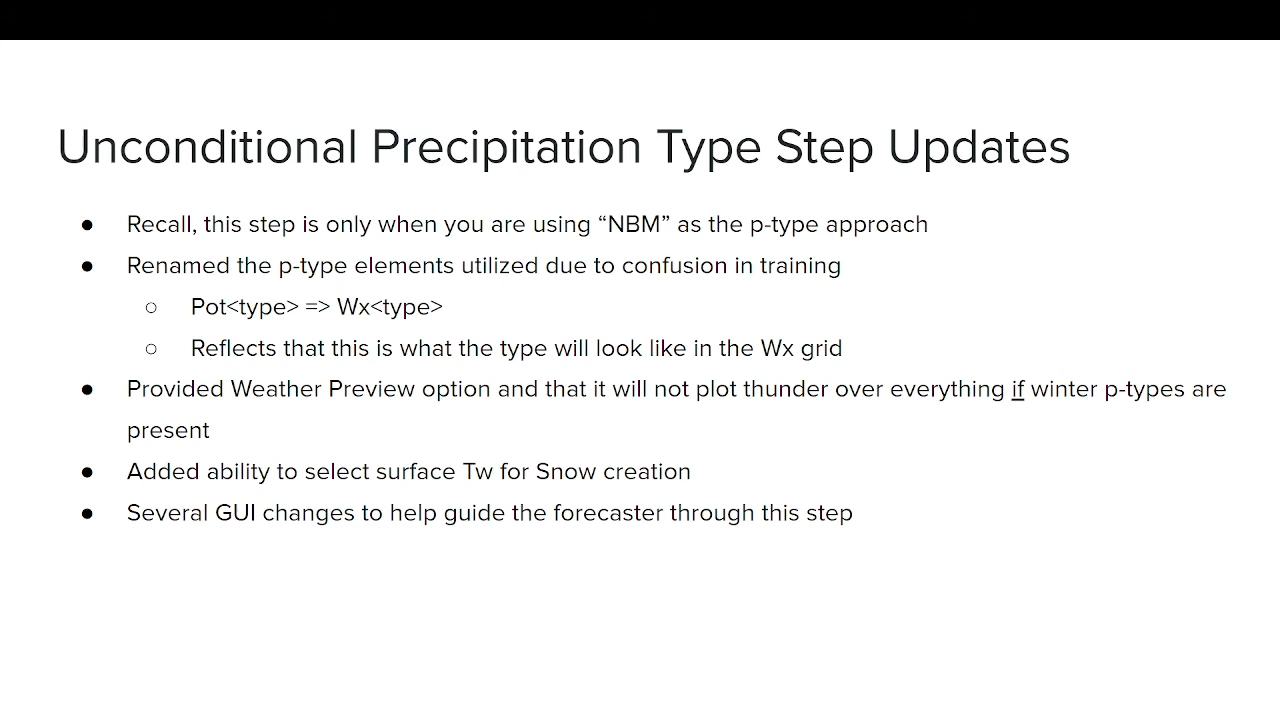 Unconditional Precipitation Type Step Updates
● Recall, this step is only when you are using “NBM” as the p-type approach
● Renamed the p-type elements utilized due to confusion in training
○ Pot<type> => Wx<type>
○ Reflects that this is what the type will look like in the Wx grid
● Provided Weather Preview option and that it will not plot thunder over everything if winter p-types are
present
● Added ability to select surface Tw for Snow creation
● Several GUI changes to help guide the forecaster through this step